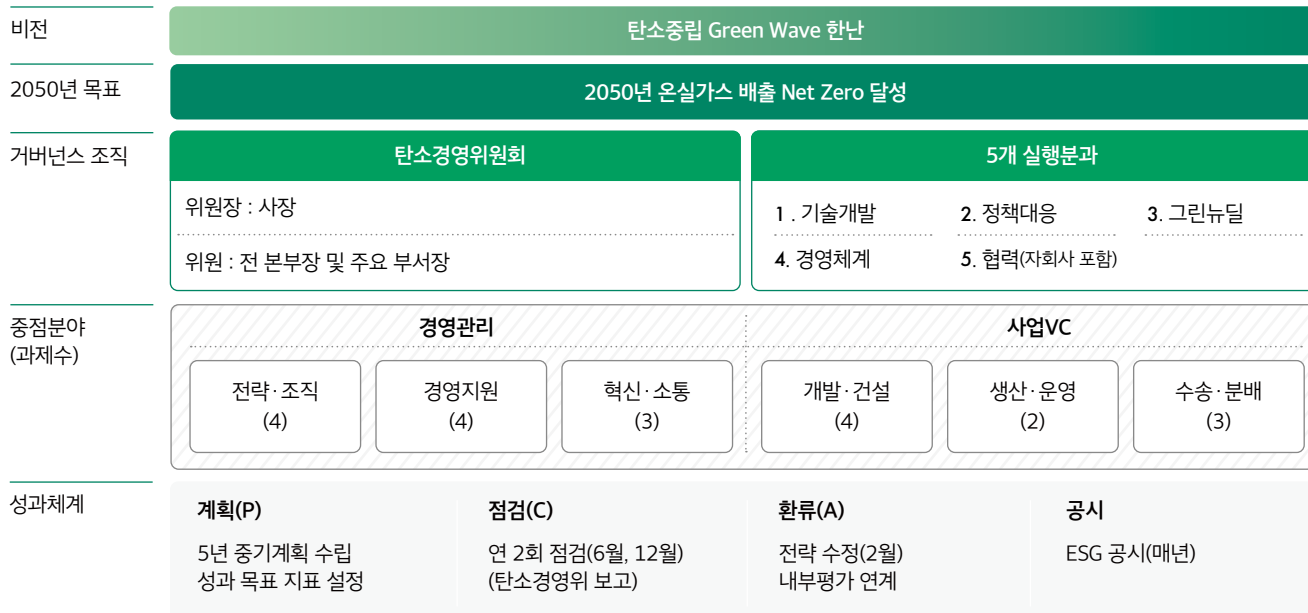 비전
탄소중립 Green Wave 한난
2050년 목표
2050년 온실가스 배출 Net Zero 달성
거버넌스 조직
탄소경영위원회
위원장 : 사장
위원 : 전 본부장 및 주요 부서장
5개 실행분과
1 . 기술개발 2. 정책대응 3. 그린뉴딜
4. 경영체계 5. 협력(자회사 포함)
중점분야
(과제수)
경영관리
전략·조직
(4)
경영지원
(4)
혁신·소통
(3)
사업VC
개발·건설
(4)
생산·운영
(2)
수송·분배
(3)
성과체계
계획(P)
5년 중기계획 수립
성과 목표 지표 설정
점검(C)
연 2회 점검(6월, 12월)
(탄소경영위 보고)
환류(A)
전략 수정(2월)
내부평가 연계
공시
ESG 공시(매년)